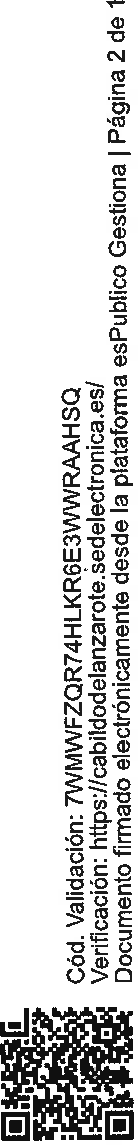 Cód. Validación: 7WMWFZQR74HLKR6E3WWRAAHSQ
Verificación: https://cabildodelanzarote.sedelectronica.es/
Documento firmado electrónicamente desde la plataforma esPublico Gestiona | Página 2 de 1